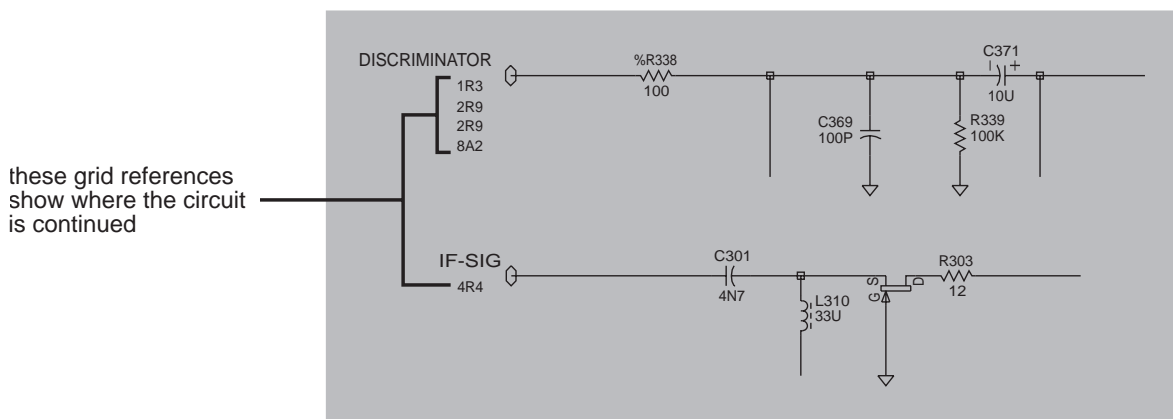 these grid references
show where the circuit
is continued
DISCRIMINATOR
1R3
2R9
2R9
8A2
%R338
100
C369
100P
R339
100K
C371
– +
10U
IF-SIG
4R4
C301
4N7
L310
33U
S
G
D
R303
12